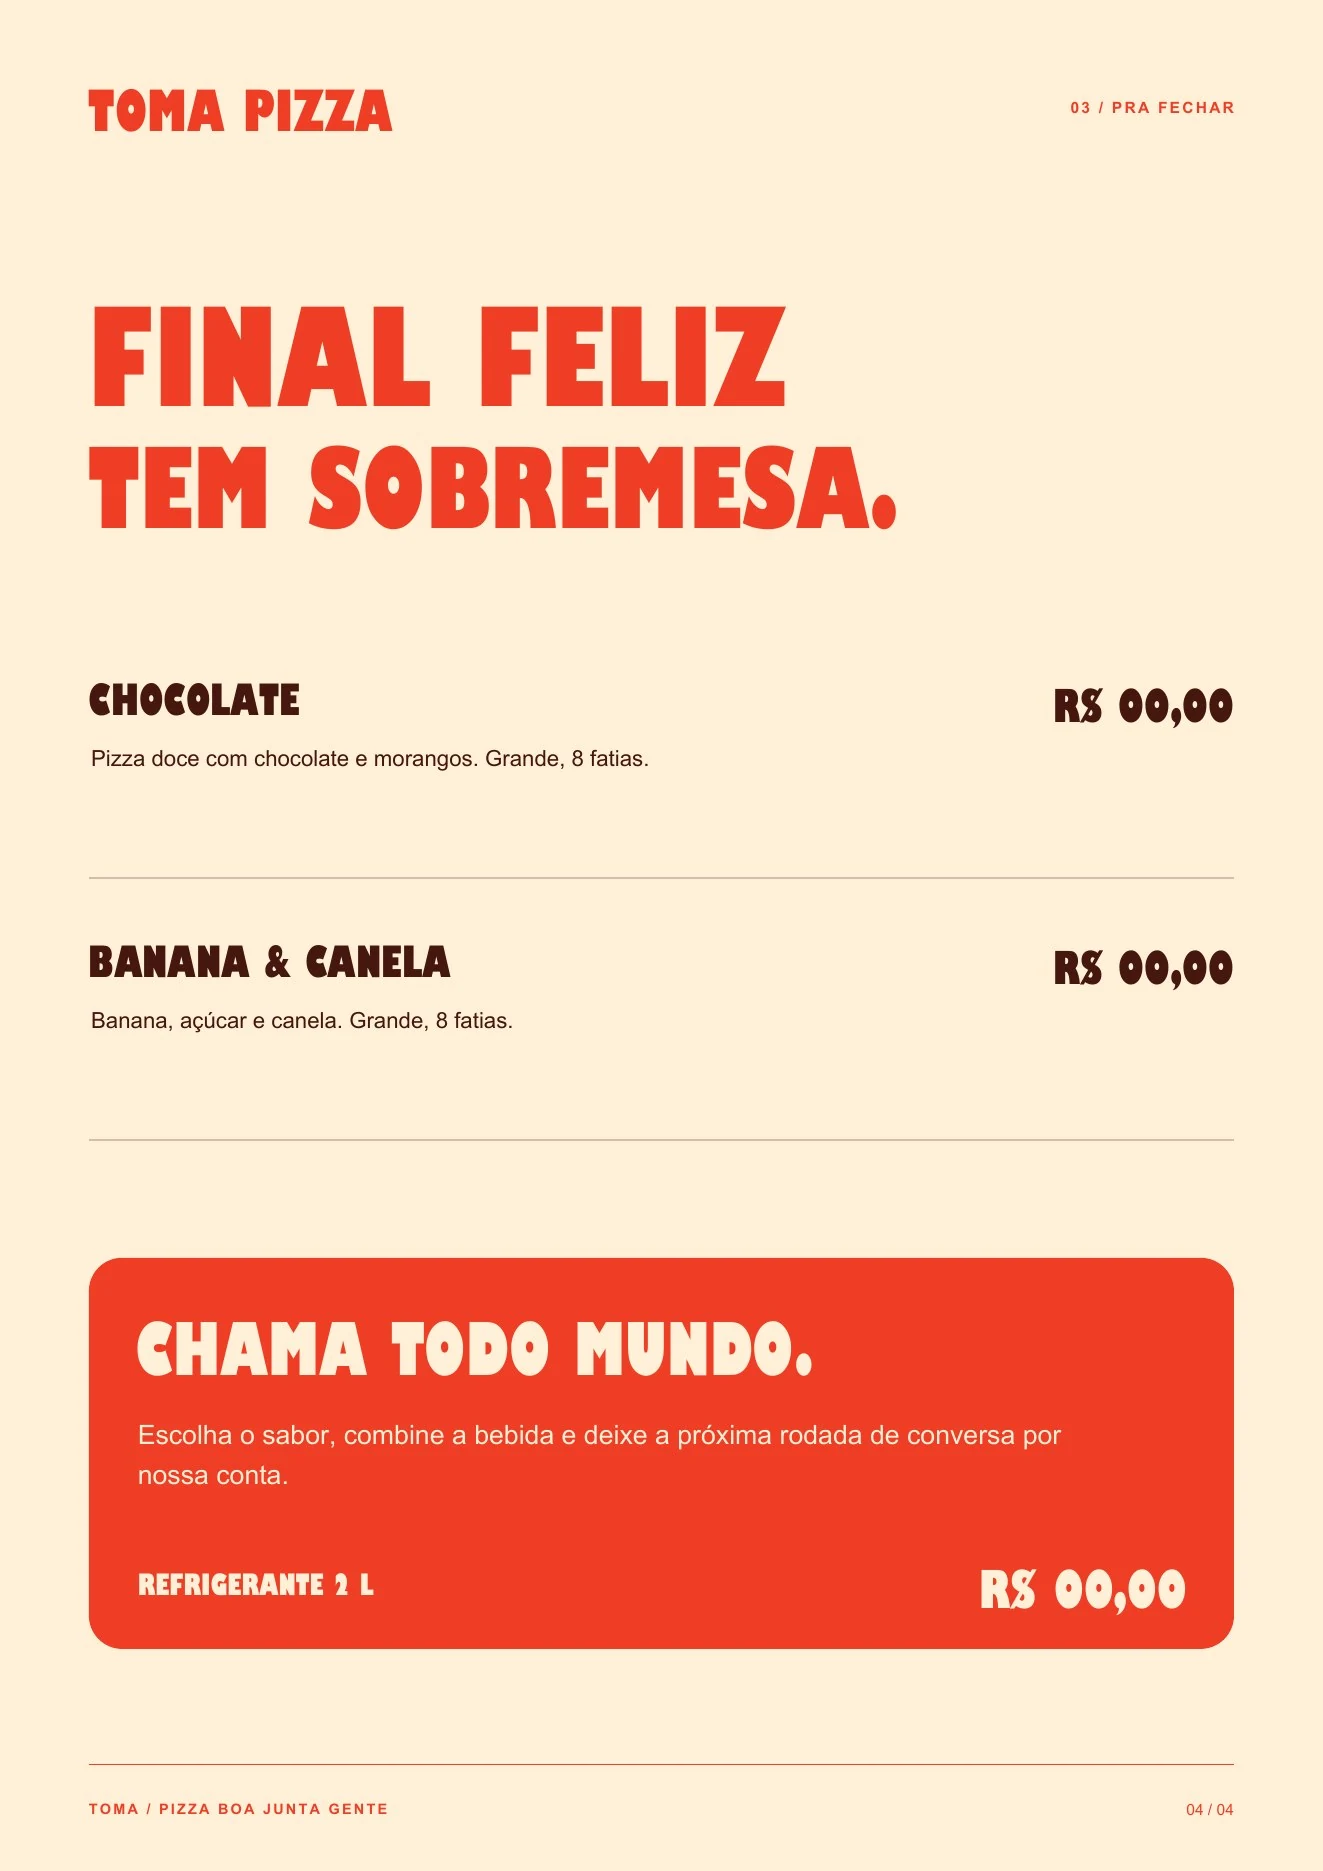 TOMA PIZZA
03 / PRA FECHAR
FINAL FELIZ
TEM SOBREMESA.
CHOCOLATE
R$ 00,00
Pizza doce com chocolate e morangos. Grande, 8 fatias.
BANANA & CANELA
R$ 00,00
Banana, açúcar e canela. Grande, 8 fatias.
CHAMA TODO MUNDO.
Escolha o sabor, combine a bebida e deixe a próxima rodada de conversa por
nossa conta.
REFRIGERANTE 2 L
R$ 00,00
TOMA / PIZZA BOA JUNTA GENTE
04 / 04